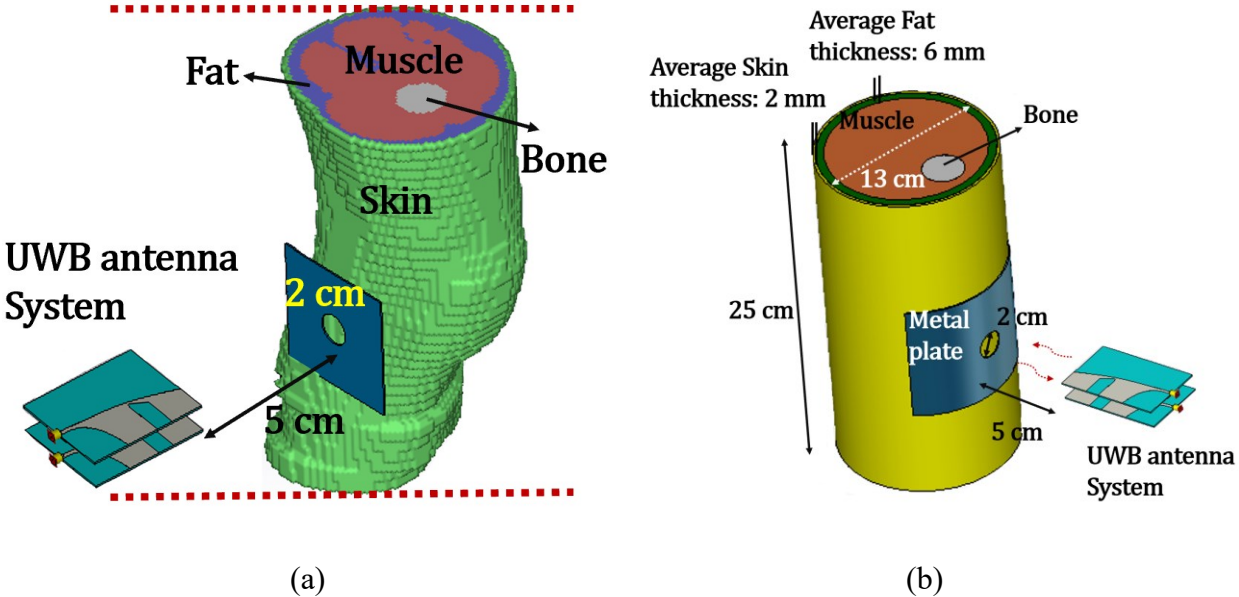 Muscle
Fat
Bone
Skin
UWB antenna
System
2 cm
5 cm
(a)
Average Fat
thickness: 6 mm
Average Skin
thickness: 2 mm
Muscle
Bone
13 cm
25 cm
Metal
plate
2 cm
5 cm
UWB antenna
System
(b)